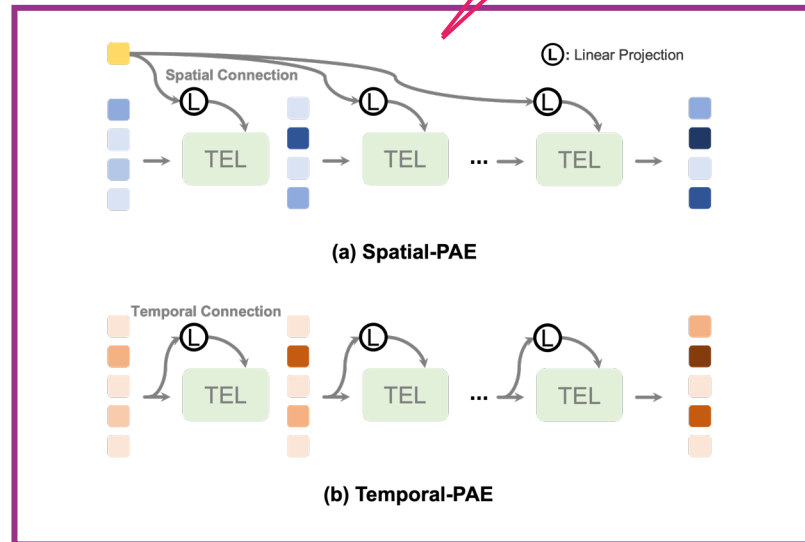 L: Linear Projection
Spatial Connection
L L L
TEL TEL ... TEL
(a) Spatial-PAE
Temporal Connection
L L L
TEL TEL ... TEL
(b) Temporal-PAE